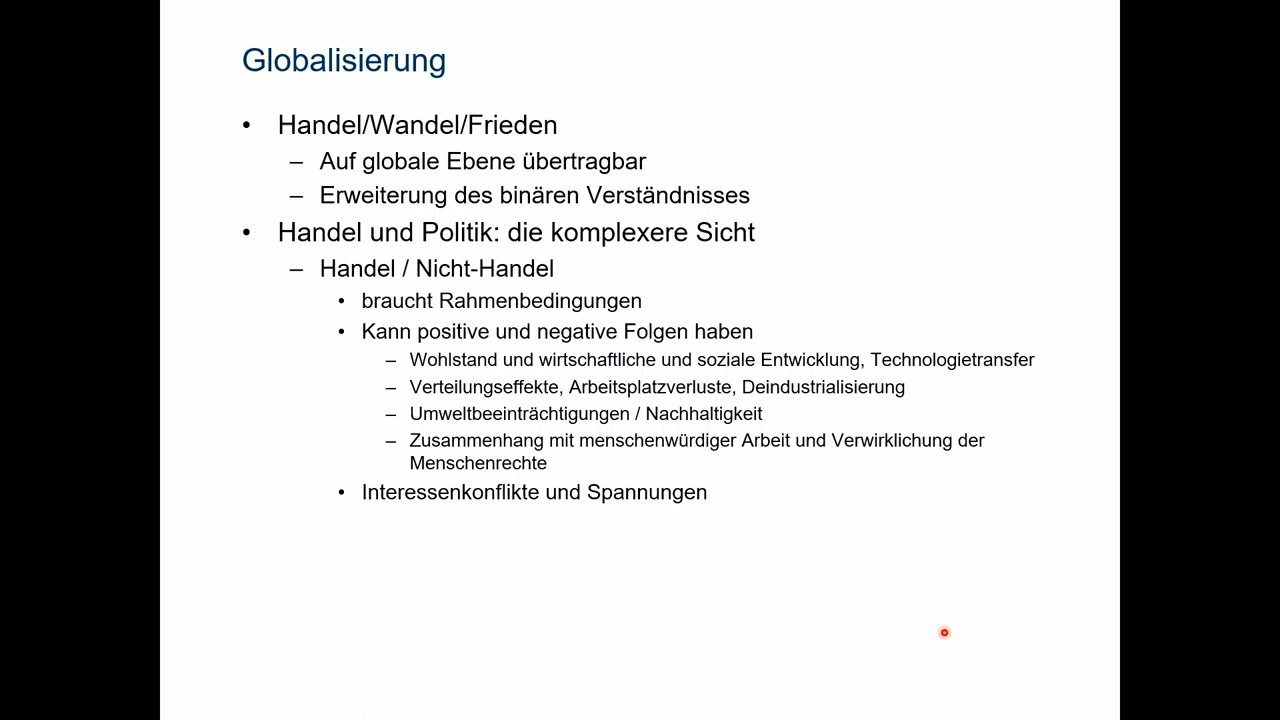 Globalisierung
• Handel/Wandel/Frieden
– Auf globale Ebene übertragbar
– Erweiterung des binären Verständnisses
• Handel und Politik: die komplexere Sicht
– Handel / Nicht-Handel
• braucht Rahmenbedingungen
• Kann positive und negative Folgen haben
– Wohlstand und wirtschaftliche und soziale Entwicklung, Technologietransfer
– Verteilungseffekte, Arbeitsplatzverluste, Deindustrialisierung
– Umweltbeeinträchtigungen / Nachhaltigkeit
– Zusammenhang mit menschenwürdiger Arbeit und Verwirklichung der
Menschenrechte
• Interessenkonflikte und Spannungen